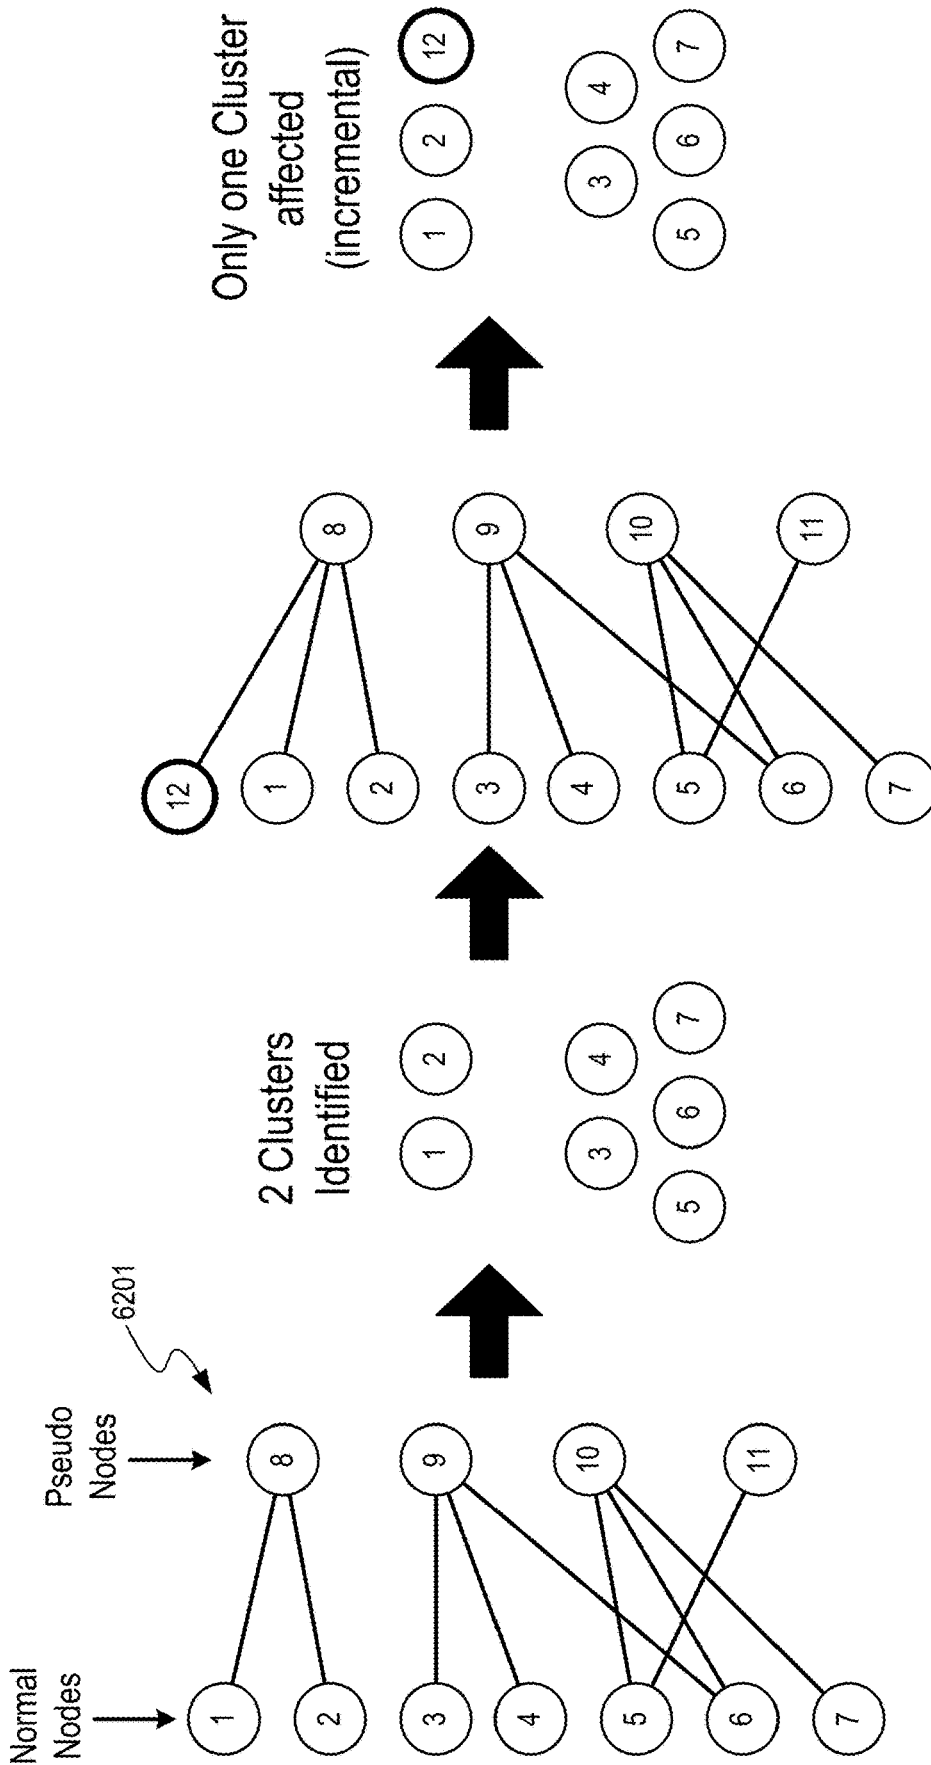 Normal
Nodes
Pseudo
Nodes
6201
1
2
3
4
5
6
7
8
9
10
11
2 Clusters
Identified
1 2
3 4
5 6 7
12
1
2
3
4
5
6
7
8
9
10
11
Only one Cluster
affected
(incremental)
1 2 12
3 4
5 6 7